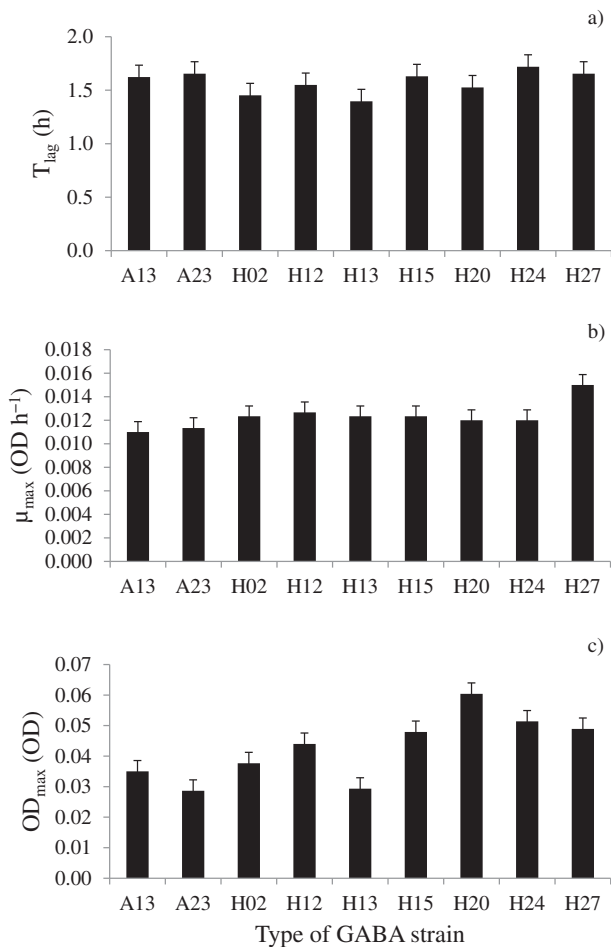 a)
2.0
1.5
1.0
0.5
0.0
T_lag (h)
A13 A23 H02 H12 H13 H15 H20 H24 H27
b)
0.018
0.016
0.014
0.012
0.010
0.008
0.006
0.004
0.002
0.000
μ_max (OD h⁻¹)
A13 A23 H02 H12 H13 H15 H20 H24 H27
c)
0.07
0.06
0.05
0.04
0.03
0.02
0.01
0.00
OD_max (OD)
A13 A23 H02 H12 H13 H15 H20 H24 H27
Type of GABA strain